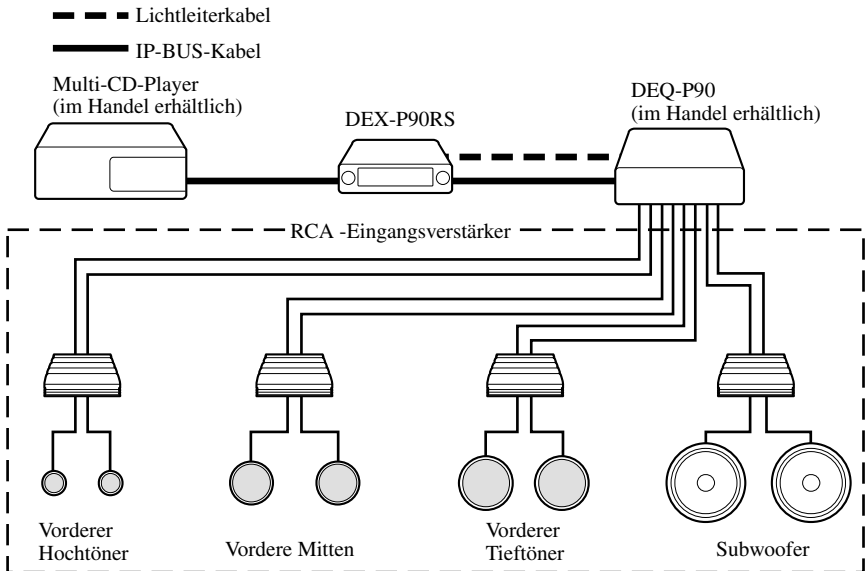 Lichtleiterkabel
IP-BUS-Kabel
Multi-CD-Player
(im Handel erhältlich)
DEX-P90RS
DEQ-P90
(im Handel erhältlich)
RCA -Eingangsverstärker
Vorderer
Hochtöner
Vordere Mitten
Vorderer
Tieftöner
Subwoofer